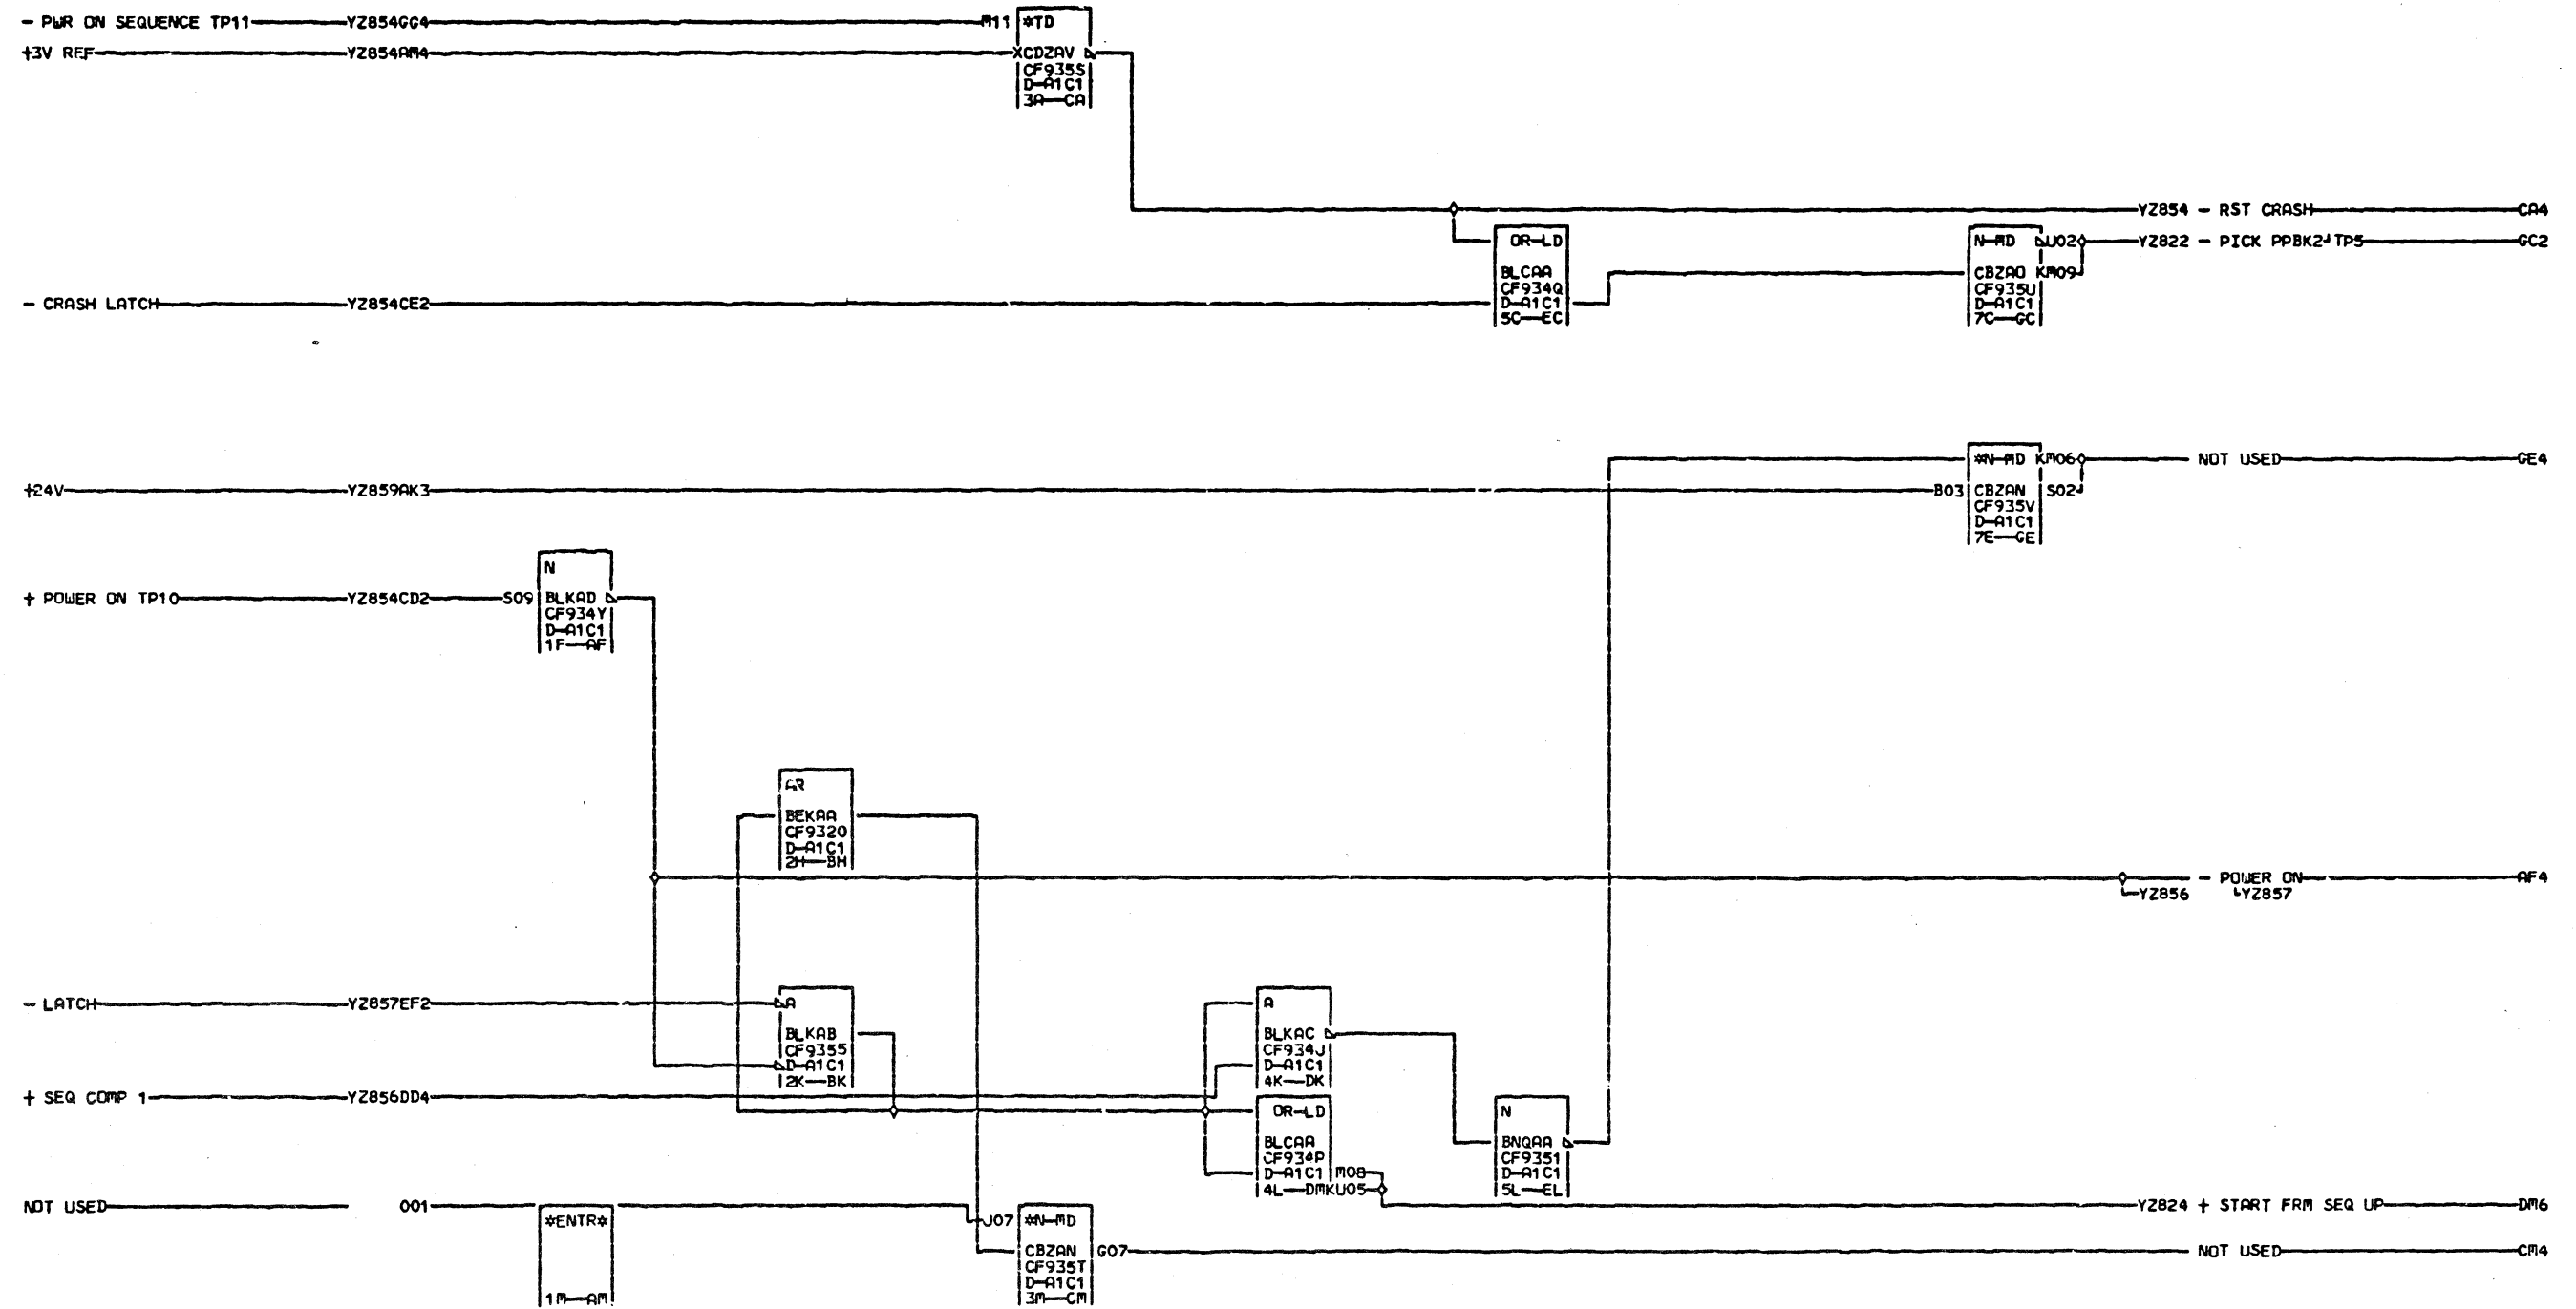 - PWR ON SEQUENCE TP11 YZ854GG4 M11 *TD
+3V REF YZ854AM4 XCDZAV
CF935S
D-A1C1
3A-CA
YZ854 - RST CRASH CA4
OR-LD N-MD U02 YZ822 - PICK PPBK2 TP5 GC2
BLCAA CBZAO KM09
CF934Q CF935U
- CRASH LATCH YZ854CE2 D-A1C1 D-A1C1
5C-EC 7C-GC
*N-MD KM06 NOT USED GE4
+24V YZ859AK3 B03 CBZAN S02
CF935V
D-A1C1
7E-GE
N
+ POWER ON TP10 YZ854CD2 S09 BLKAD
CF934Y
D-A1C1
1F-AF
AR
BEKAA
CF9320
D-A1C1
2H-BH
- POWER ON AF4
YZ856 YZ857
- LATCH YZ857EF2 A A
BLKAB BLKAC
CF9355 CF934J
D-A1C1 D-A1C1
2K-BK 4K-DK
+ SEQ COMP 1 YZ856DD4
OR-LD N
BLCAA BNQAA
CF934P CF9351
D-A1C1 M08 D-A1C1
4L-DMKU05 5L-EL
NOT USED 001 YZ824 + START FRM SEQ UP DM6
*ENTR* J07 *N-MD
CBZAN G07 NOT USED CM4
CF935T
D-A1C1
1M-AM 3M-CM